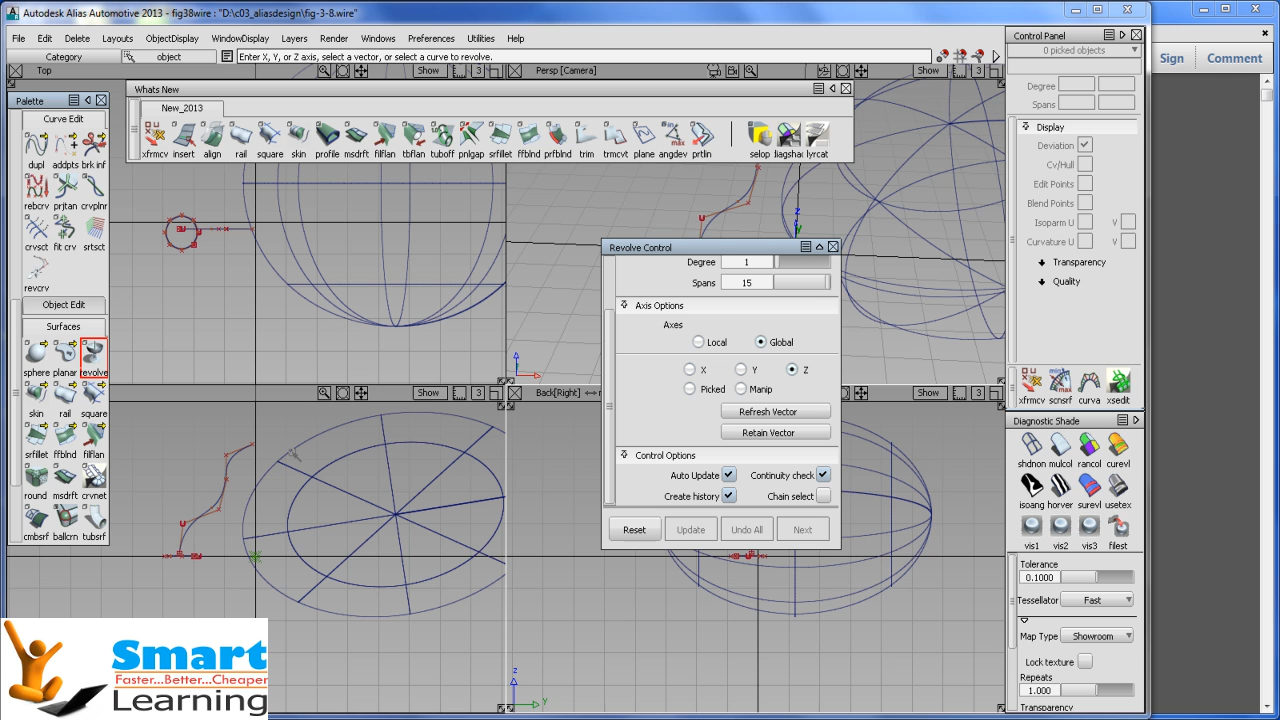 Autodesk Alias Automotive 2013 - fig38wire : "D:\c03_aliasdesign\fig-3-8.wire"
File Edit Delete Layouts ObjectDisplay WindowDisplay Layers Render Windows Preferences Utilities Help
Category object Enter X, Y, or Z axis, select a vector, or select a curve to revolve.
Top Show 3 Persp [Camera] Show 3
Sign Comment
Whats New
New_2013
xfrmcv insert align rail square skin profile msdrft filflan tbflan tuboff pnlgap srfillet ffblnd prfblnd trim trmcvt plane angdev prtlin selop liagshar lyrcat
Palette
Curve Edit
dupl addpts brk inf
rebcrv prjtan crvplnr
crvsct fit crv srtsct
revcrv
Object Edit
Surfaces
sphere planar revolve
skin rail square
srfillet ffblnd filflan
round msdrft crvnet
cmbsrf ballcrn tubsrf
Z
Show 3
Back[Right] Show 3
z
Y
Revolve Control
Degree 1
Spans 15
Axis Options
Axes
Local Global
X Y Z
Picked Manip
Refresh Vector
Retain Vector
Control Options
Auto Update Continuity check
Create history Chain select
Reset Update Undo All Next
Control Panel
0 picked objects
Degree
Spans
Display
Deviation
Cv/Hull
Edit Points
Blend Points
Isoparm U V
Curvature U V
Transparency
Quality
xfrmcv scnsrf curva xsedit
Diagnostic Shade
shdnon mulcol rancol curevl
isoang horver surevl usetex
vis1 vis2 vis3 filest
Tolerance
0.1000
Tessellator Fast
Map Type Showroom
Lock texture
Repeats
1.000
Transparency
Smart
Faster...Better...Cheaper
Learning